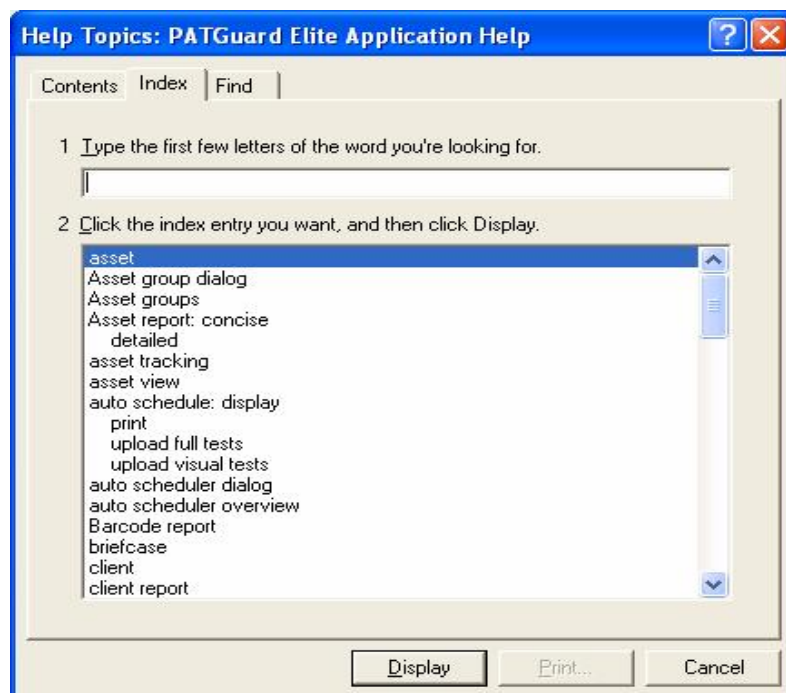 Help Topics: PATGuard Elite Application Help
?
Contents Index Find
1 Type the first few letters of the word you're looking for.
2 Click the index entry you want, and then click Display.
asset
Asset group dialog
Asset groups
Asset report: concise
detailed
asset tracking
asset view
auto schedule: display
print
upload full tests
upload visual tests
auto scheduler dialog
auto scheduler overview
Barcode report
briefcase
client
client report
Display Print... Cancel